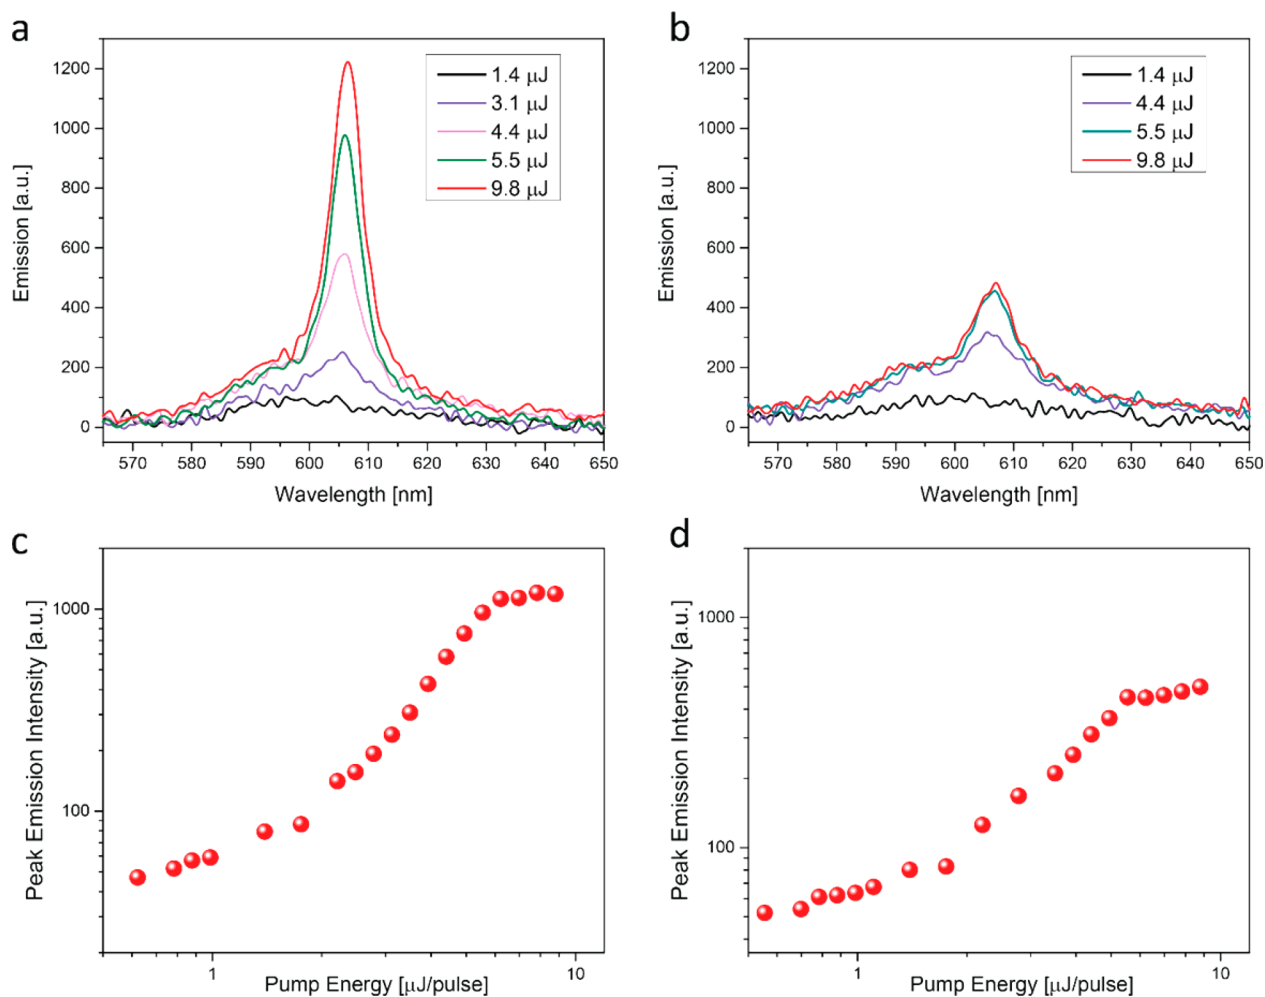 a
Emission [a.u.]
1200
1000
800
600
400
200
0
1.4 μJ
3.1 μJ
4.4 μJ
5.5 μJ
9.8 μJ
570 580 590 600 610 620 630 640 650
Wavelength [nm]
b
Emission [a.u.]
1200
1000
800
600
400
200
0
1.4 μJ
4.4 μJ
5.5 μJ
9.8 μJ
570 580 590 600 610 620 630 640 650
Wavelength [nm]
c
Peak Emission Intensity [a.u.]
1000
100
1 10
Pump Energy [μJ/pulse]
d
Peak Emission Intensity [a.u.]
1000
100
1 10
Pump Energy [μJ/pulse]